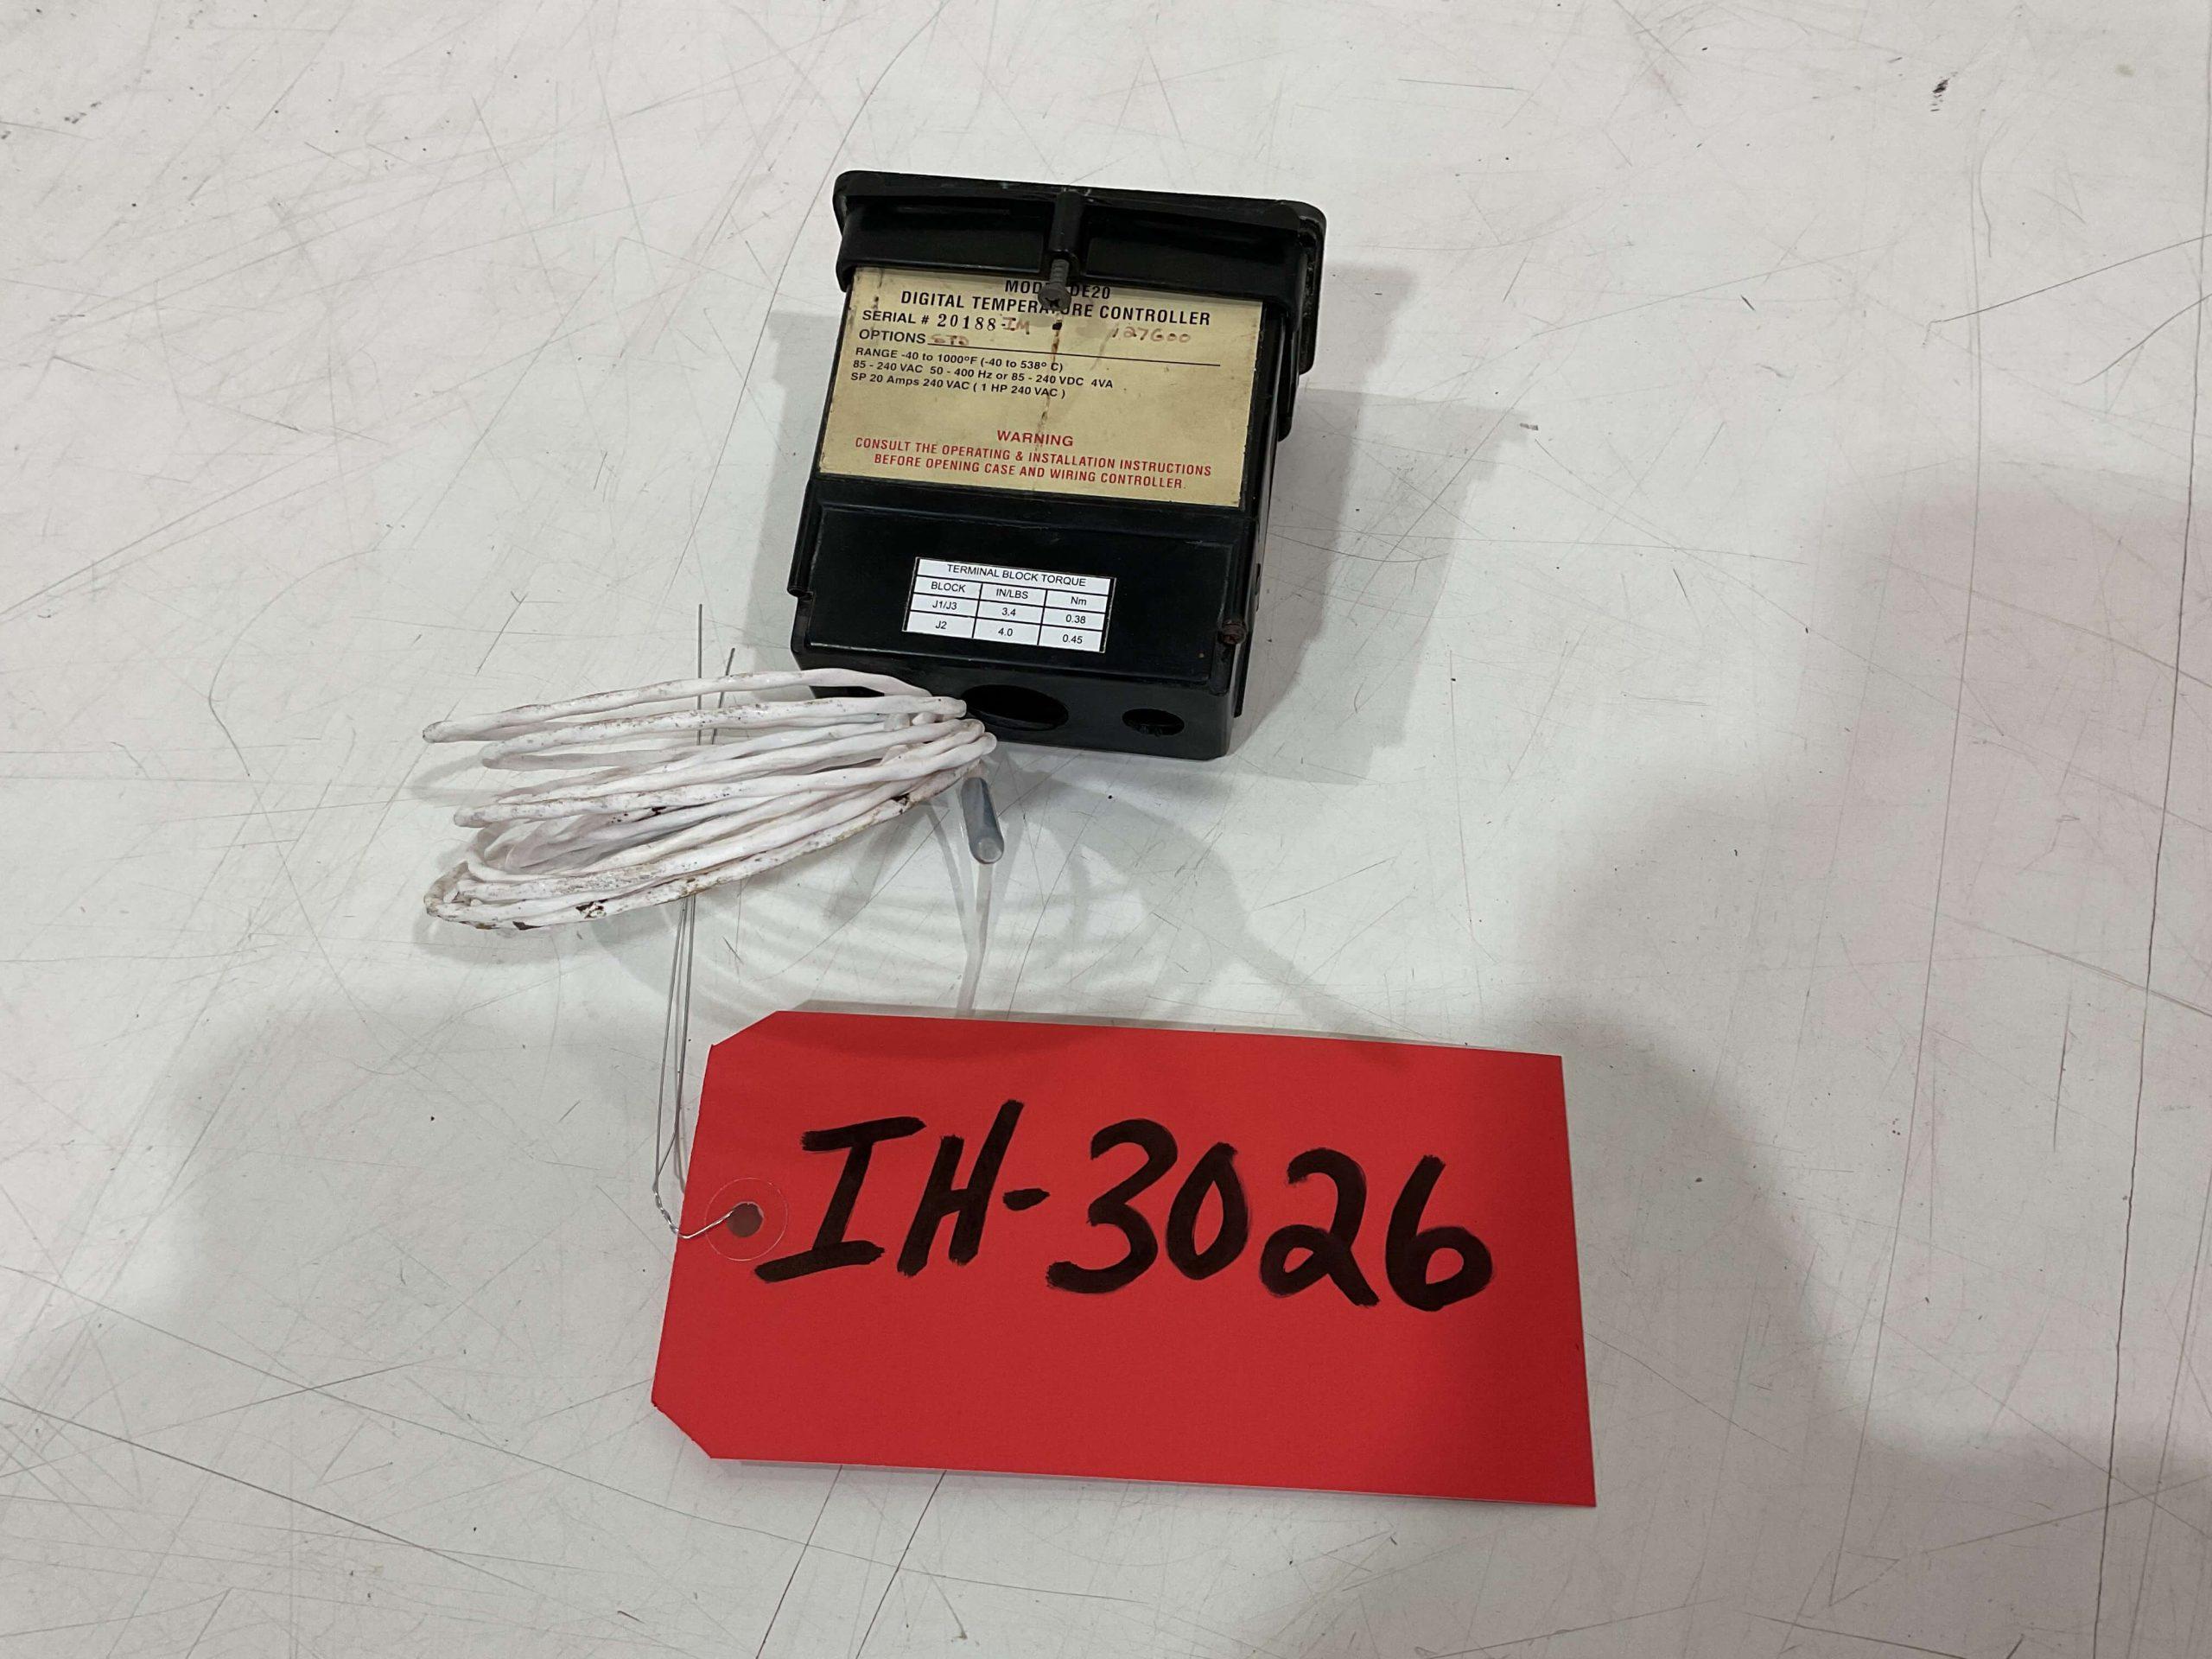 DE20
DIGITAL TEMPERATURE CONTROLLER
SERIAL # 20188-IM 127600
OPTIONS STD
RANGE -40 to 1000°F (-40 to 538° C)
85 - 240 VAC 50 - 400 Hz or 85 - 240 VDC 4VA
SP 20 Amps 240 VAC ( 1 HP 240 VAC )
WARNING
CONSULT THE OPERATING & INSTALLATION INSTRUCTIONS
BEFORE OPENING CASE AND WIRING CONTROLLER.
TERMINAL BLOCK TORQUE
BLOCK IN/LBS Nm
J1/J3 3.4 0.38
J2 4.0 0.45
IH-3026